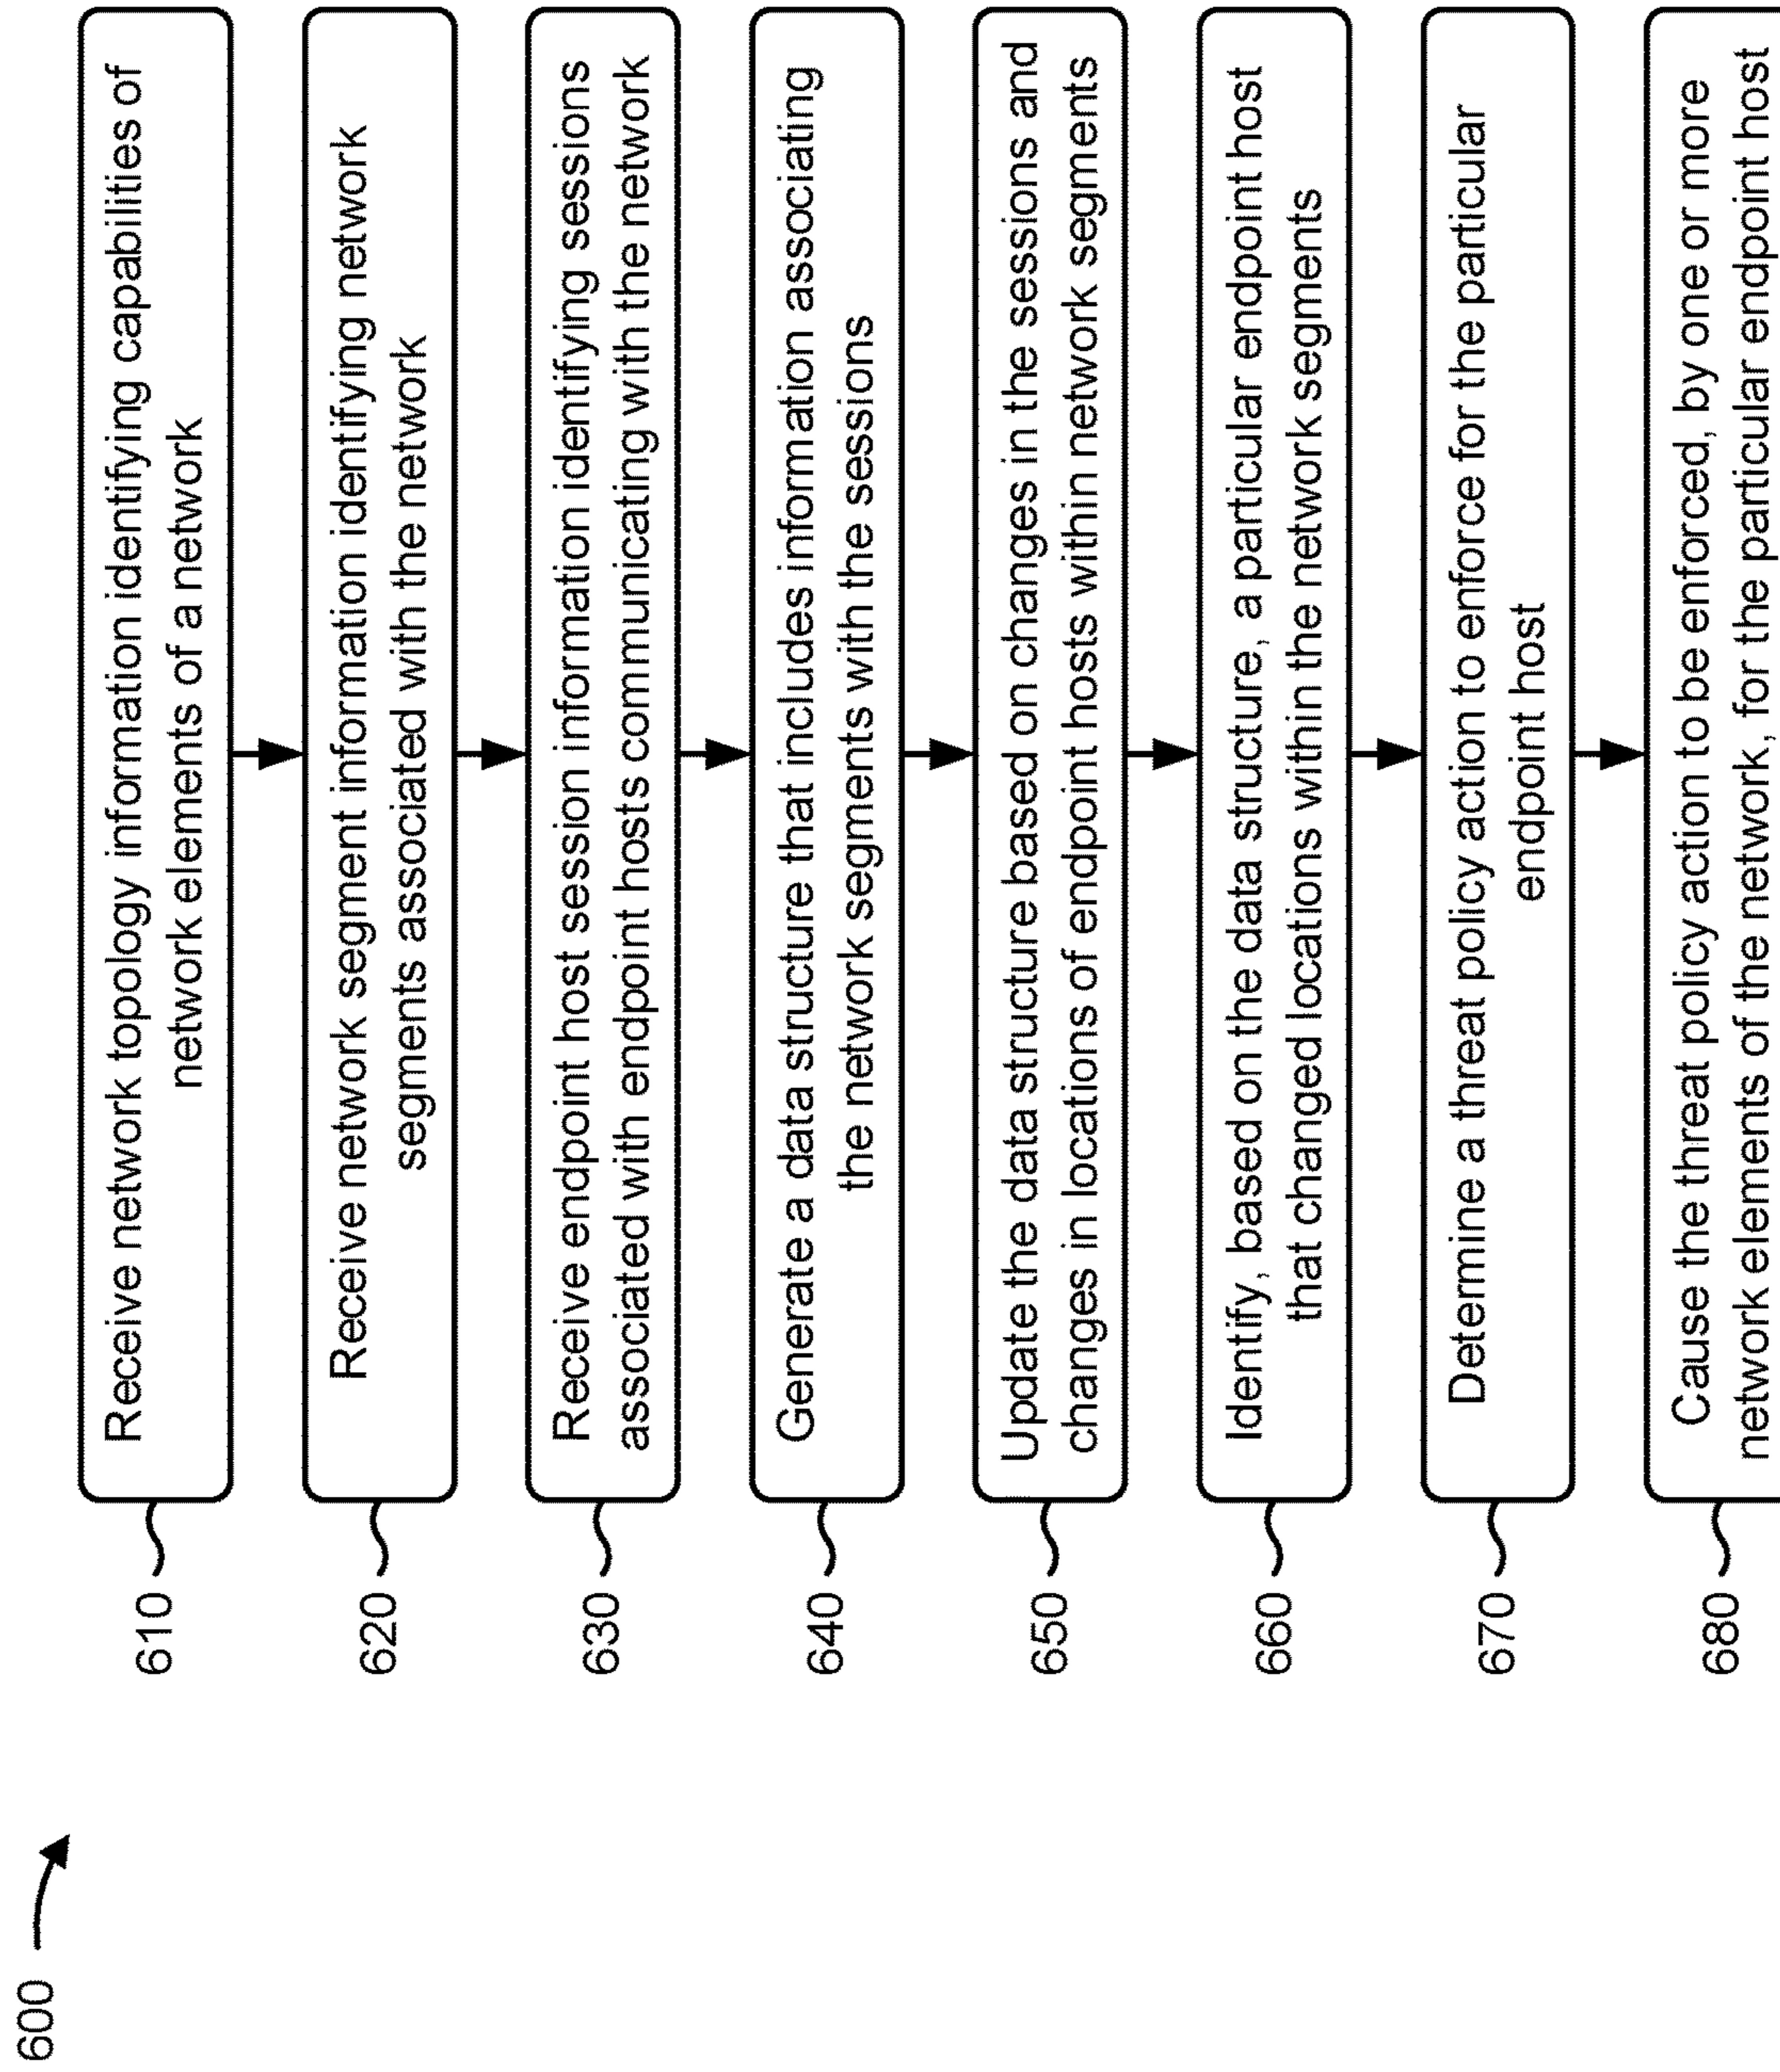 600
610
Receive network topology information identifying capabilities of
network elements of a network
620
Receive network segment information identifying network
segments associated with the network
630
Receive endpoint host session information identifying sessions
associated with endpoint hosts communicating with the network
640
Generate a data structure that includes information associating
the network segments with the sessions
650
Update the data structure based on changes in the sessions and
changes in locations of endpoint hosts within network segments
660
Identify, based on the data structure, a particular endpoint host
that changed locations within the network segments
670
Determine a threat policy action to enforce for the particular
endpoint host
680
Cause the threat policy action to be enforced, by one or more
network elements of the network, for the particular endpoint host